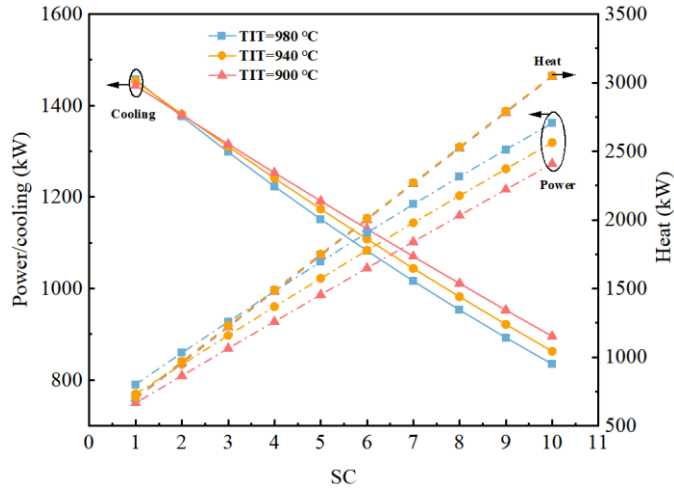 1600
1400
1200
1000
800
3500
3000
2500
2000
1500
1000
500
0
1
2
3
4
5
6
7
8
9
10
11
TIT=980 ℃
TIT=940 ℃
TIT=900 ℃
Cooling
Heat
Power
Power/cooling (kW)
Heat (kW)
SC